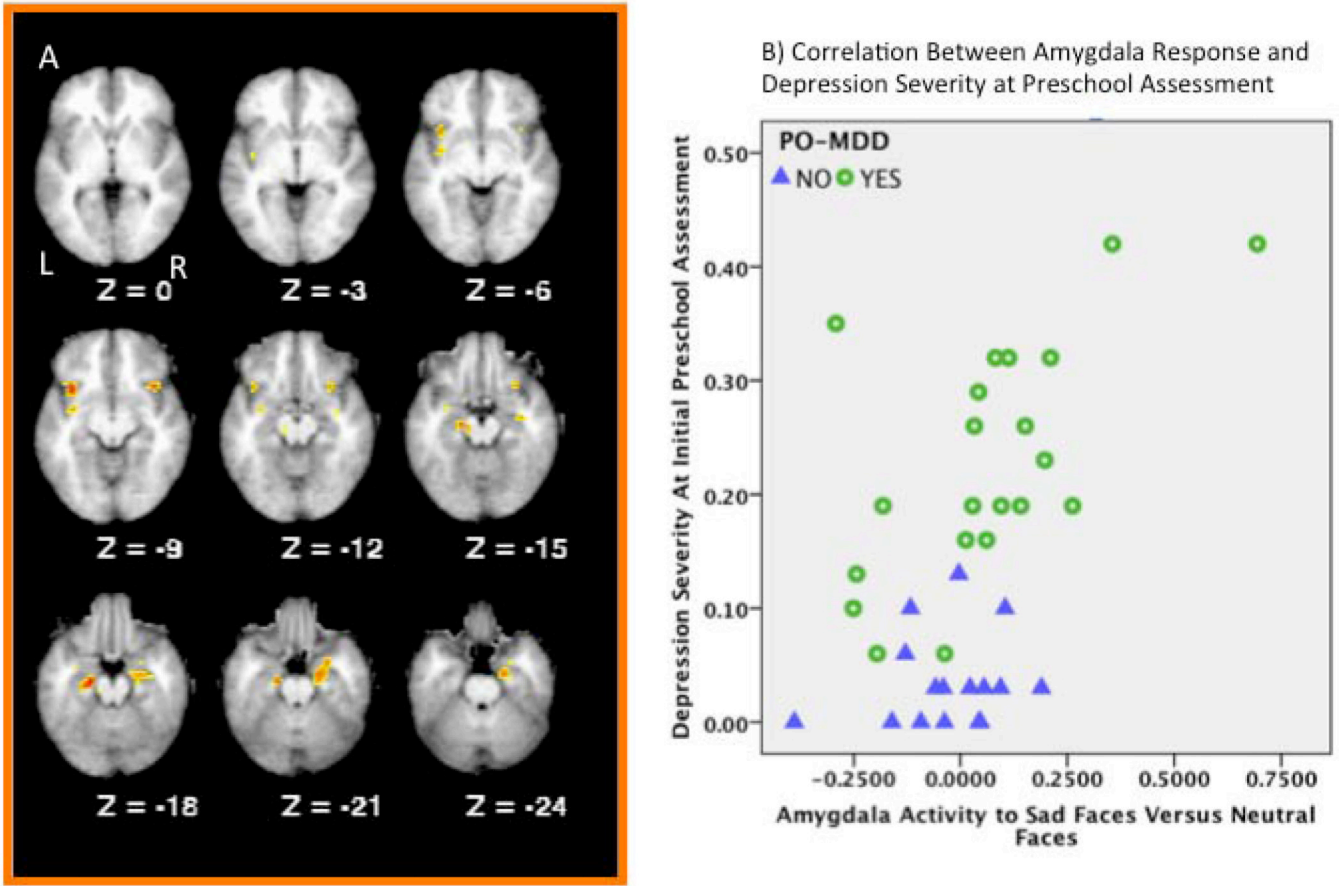 A
L
R
Z = 0
Z = -3
Z = -6
Z = -9
Z = -12
Z = -15
Z = -18
Z = -21
Z = -24
B) Correlation Between Amygdala Response and
Depression Severity at Preschool Assessment
PO-MDD
NO YES
Depression Severity At Initial Preschool Assessment
0.50
0.40
0.30
0.20
0.10
0.00
-0.2500 0.0000 0.2500 0.5000 0.7500
Amygdala Activity to Sad Faces Versus Neutral
Faces